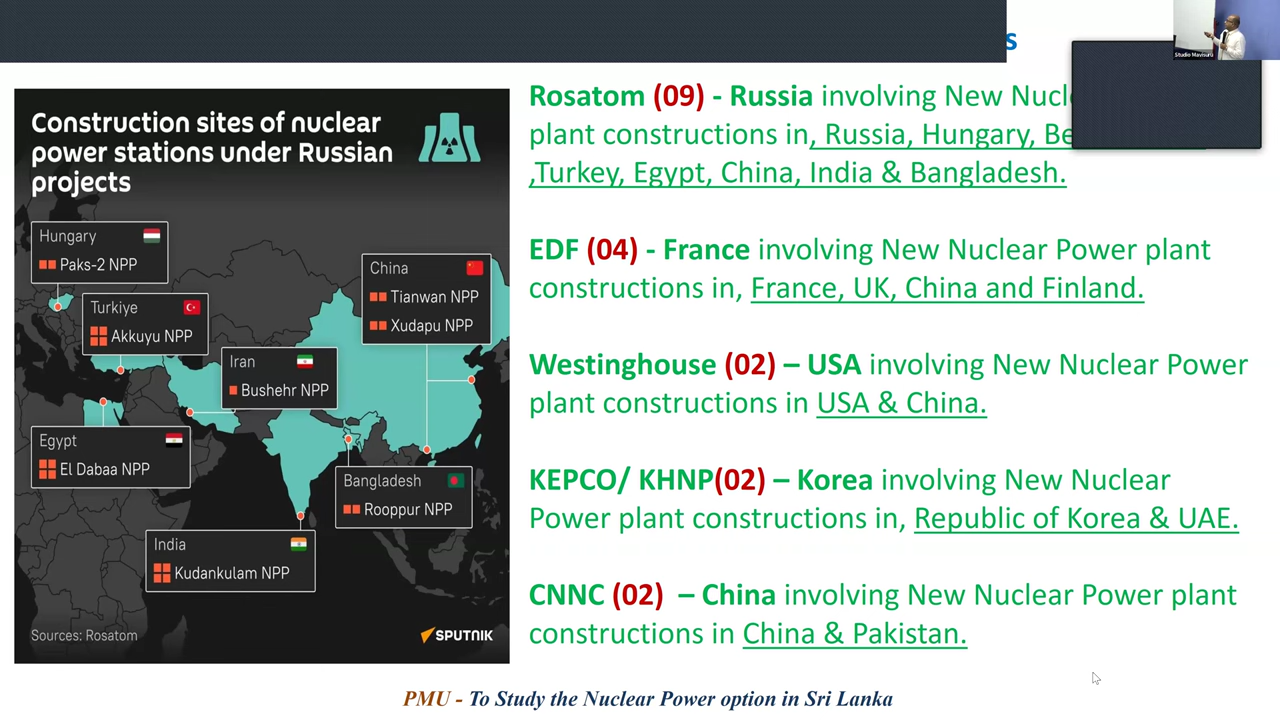 s
Studio Mavisuru
Rosatom (09) - Russia involving New
plant constructions in, Russia, Hungary,
,Turkey, Egypt, China, India & Bangladesh.
EDF (04) - France involving New Nuclear Power plant
constructions in, France, UK, China and Finland.
Westinghouse (02) – USA involving New Nuclear Power
plant constructions in USA & China.
KEPCO/ KHNP(02) – Korea involving New Nuclear
Power plant constructions in, Republic of Korea & UAE.
CNNC (02) – China involving New Nuclear Power plant
constructions in China & Pakistan.
Construction sites of nuclear
power stations under Russian
projects
Hungary
Paks-2 NPP
Turkiye
Akkuyu NPP
China
Tianwan NPP
Xudapu NPP
Iran
Bushehr NPP
Egypt
El Dabaa NPP
Bangladesh
Rooppur NPP
India
Kudankulam NPP
Sources: Rosatom
SPUTNIK
PMU - To Study the Nuclear Power option in Sri Lanka